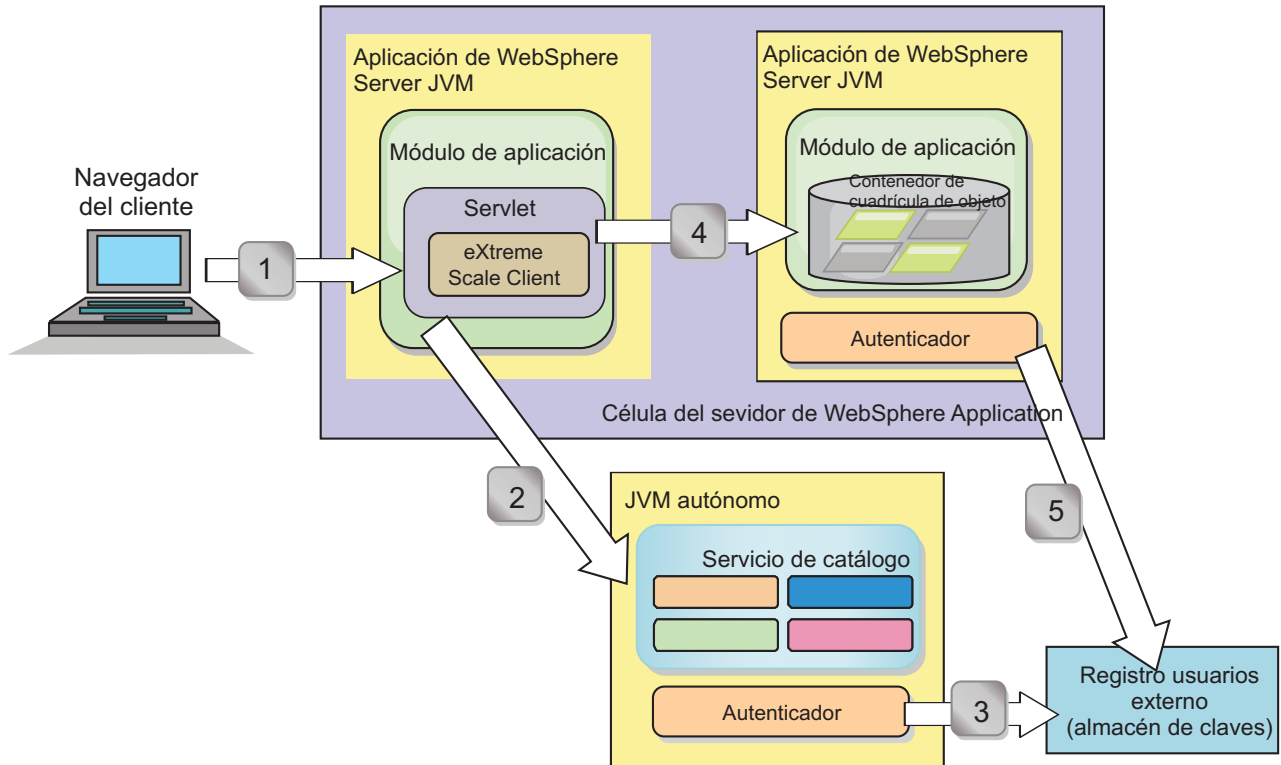 Aplicación de WebSphere
Server JVM
Módulo de aplicación
Servlet
eXtreme
Scale Client
Navegador
del cliente
1
4
Aplicación de WebSphere
Server JVM
Módulo de aplicación
Contenedor de
cuadrícula de objeto
Autenticador
Célula del sevidor de WebSphere Application
2
5
JVM autónomo
Servicio de catálogo
Autenticador
3
Registro usuarios
externo
(almacén de claves)